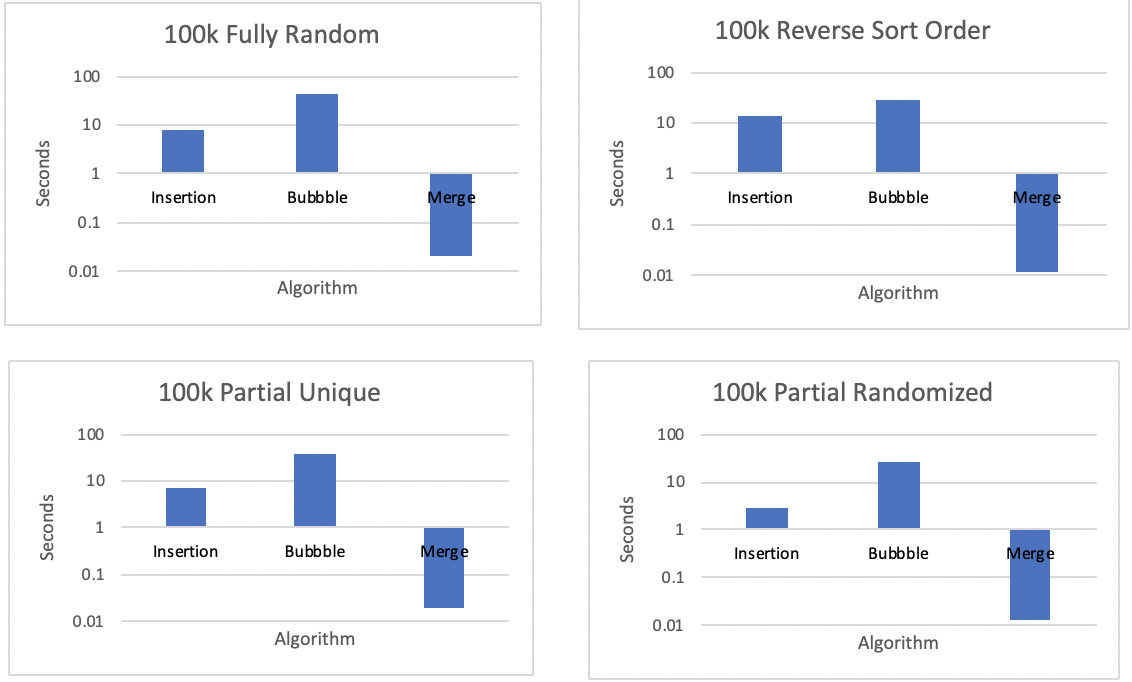 100k Fully Random
100
10
1
0.1
0.01
Seconds
Insertion
Bubbble
Merge
Algorithm
100k Reverse Sort Order
100
10
1
0.1
0.01
Seconds
Insertion
Bubbble
Merge
Algorithm
100k Partial Unique
100
10
1
0.1
0.01
Seconds
Insertion
Bubbble
Merge
Algorithm
100k Partial Randomized
100
10
1
0.1
0.01
Seconds
Insertion
Bubbble
Merge
Algorithm